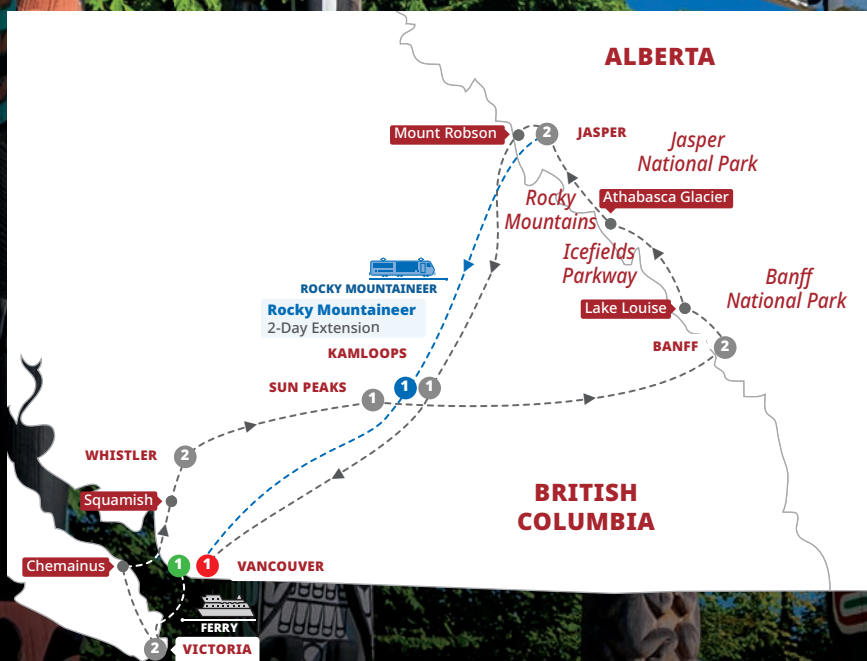 ALBERTA
Mount Robson
2
JASPER
Jasper
National Park
Rocky
Mountains
Athabasca Glacier
Icefields
Parkway
Banff
National Park
ROCKY MOUNTAINEER
Rocky Mountaineer
2-Day Extension
Lake Louise
BANFF
2
KAMLOOPS
SUN PEAKS
1
1
1
WHISTLER
2
Squamish
BRITISH
COLUMBIA
Chemainus
1
1
VANCOUVER
FERRY
2
VICTORIA